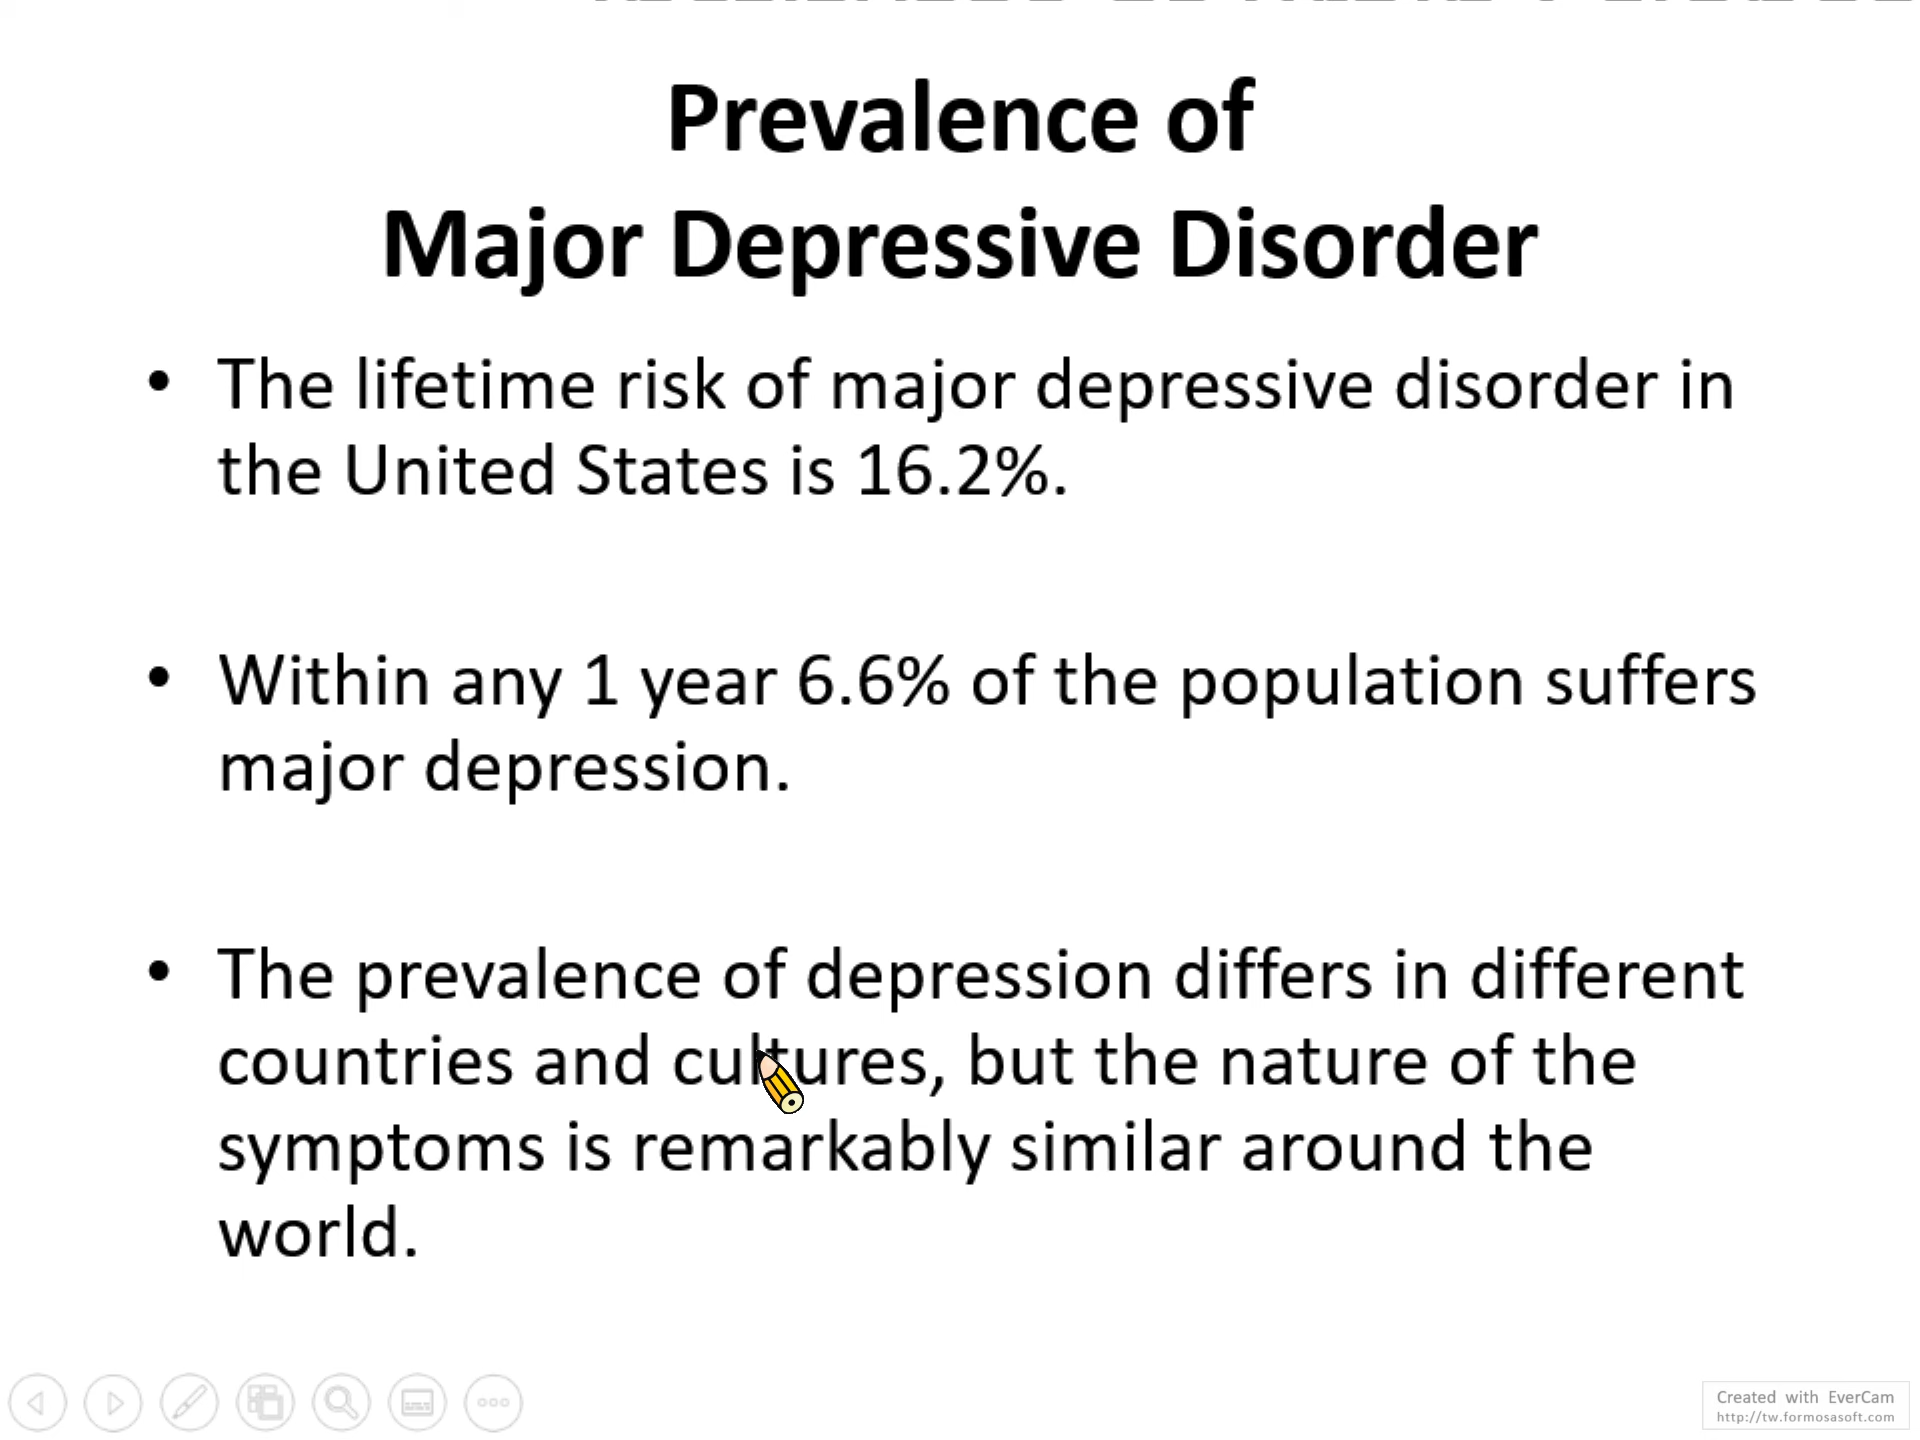 Prevalence of
Major Depressive Disorder
• The lifetime risk of major depressive disorder in
the United States is 16.2%.
• Within any 1 year 6.6% of the population suffers
major depression.
• The prevalence of depression differs in different
countries and cultures, but the nature of the
symptoms is remarkably similar around the
world.
Created with EverCam
http://tw.formosasoft.com